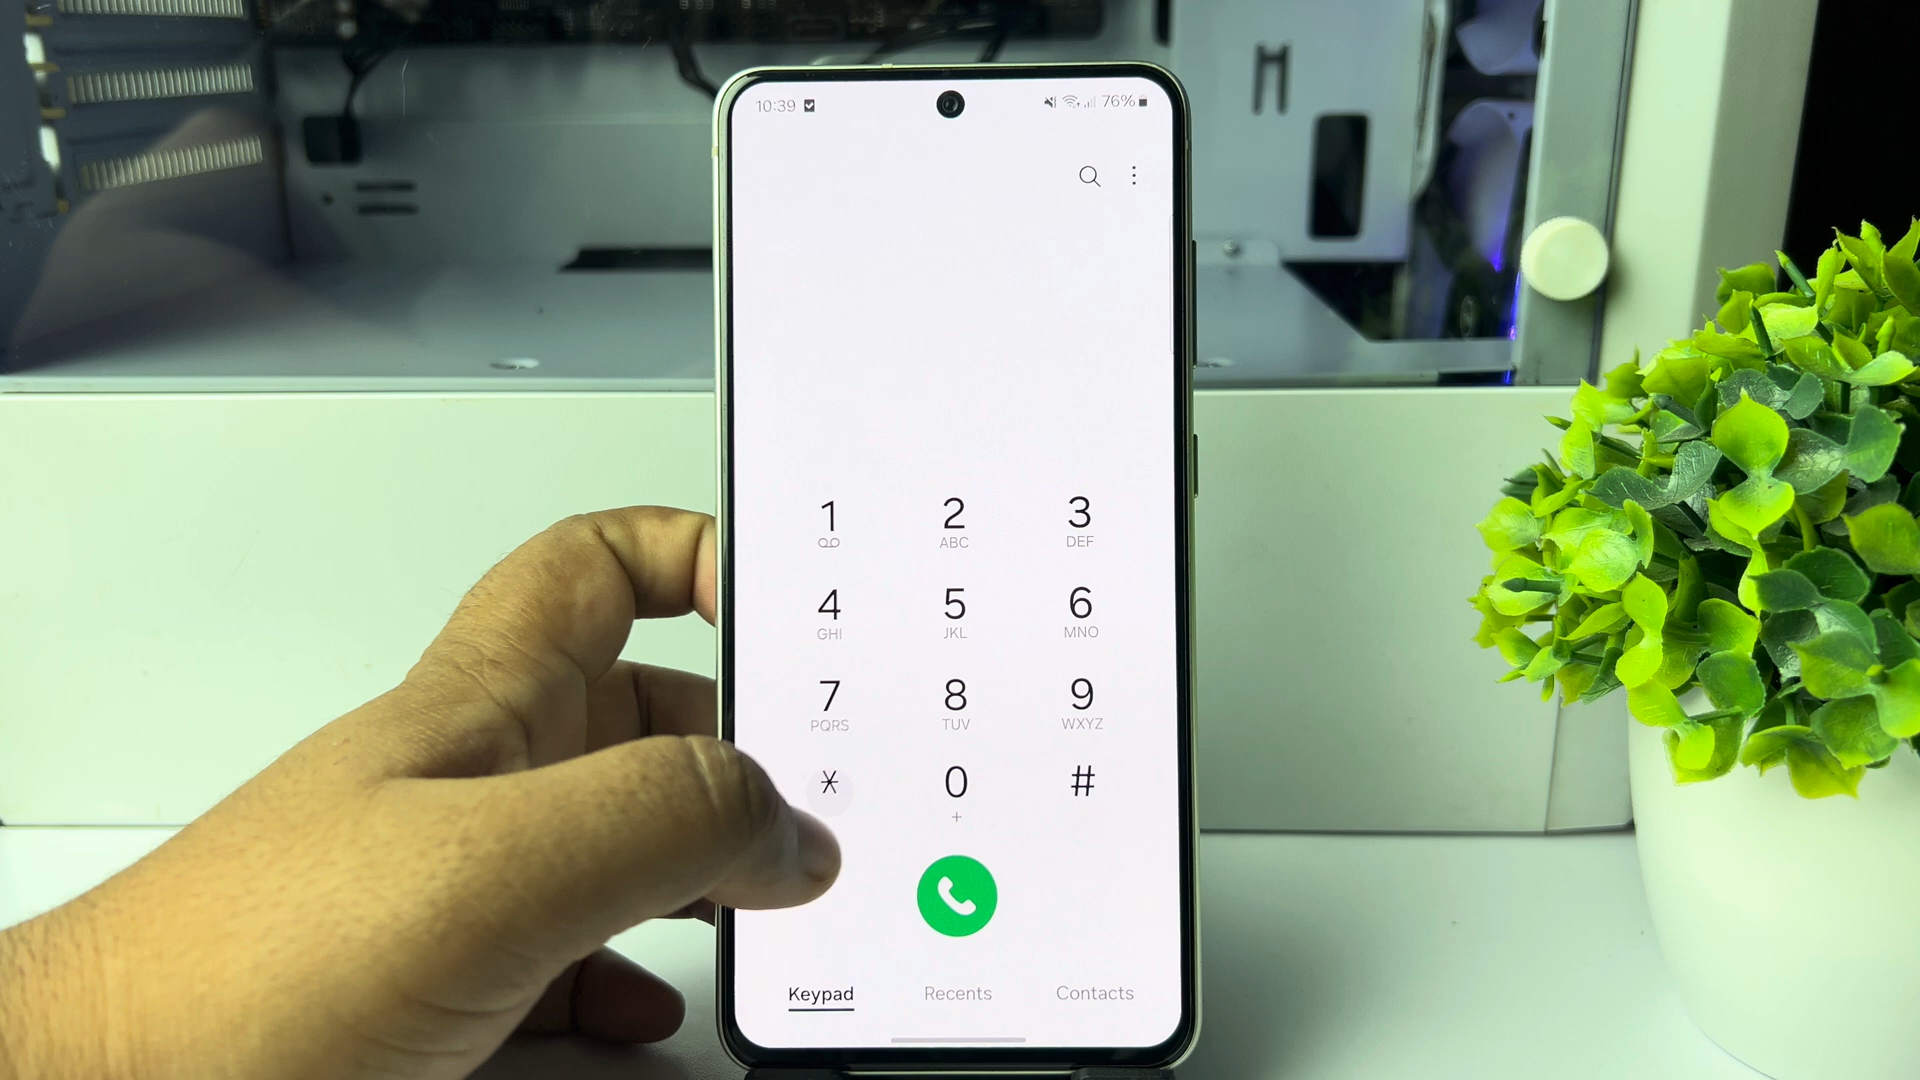 10:39 76%
1 2 3
ABC DEF
4 5 6
GHI JKL MNO
7 8 9
PQRS TUV WXYZ
* 0 #
+
Keypad Recents Contacts